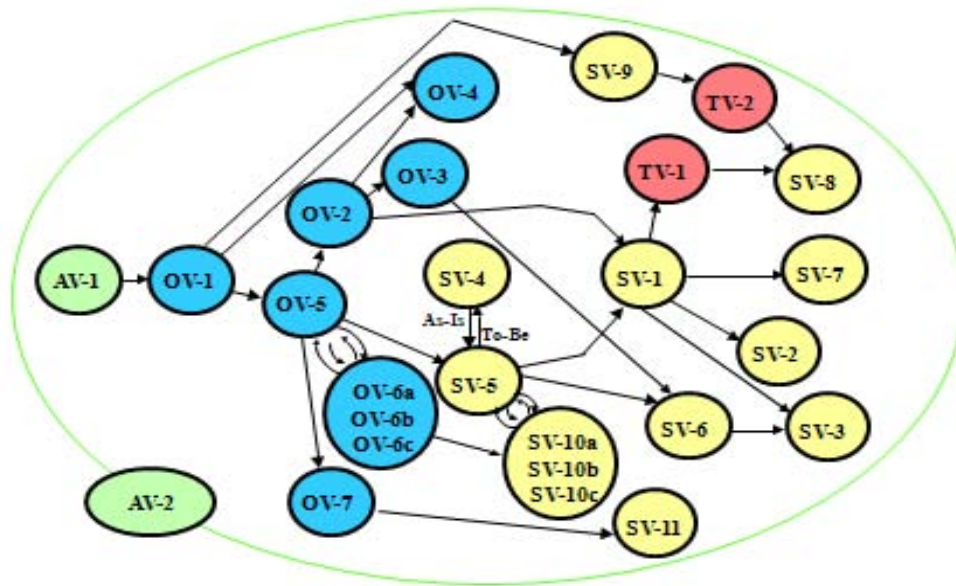 SV-9
OV-4
TV-2
OV-3
TV-1
SV-8
OV-2
AV-1
OV-1
SV-4
SV-1
SV-7
OV-5
As-Is
To-Be
SV-2
SV-5
OV-6a
OV-6b
OV-6c
SV-6
SV-3
SV-10a
SV-10b
SV-10c
AV-2
OV-7
SV-11